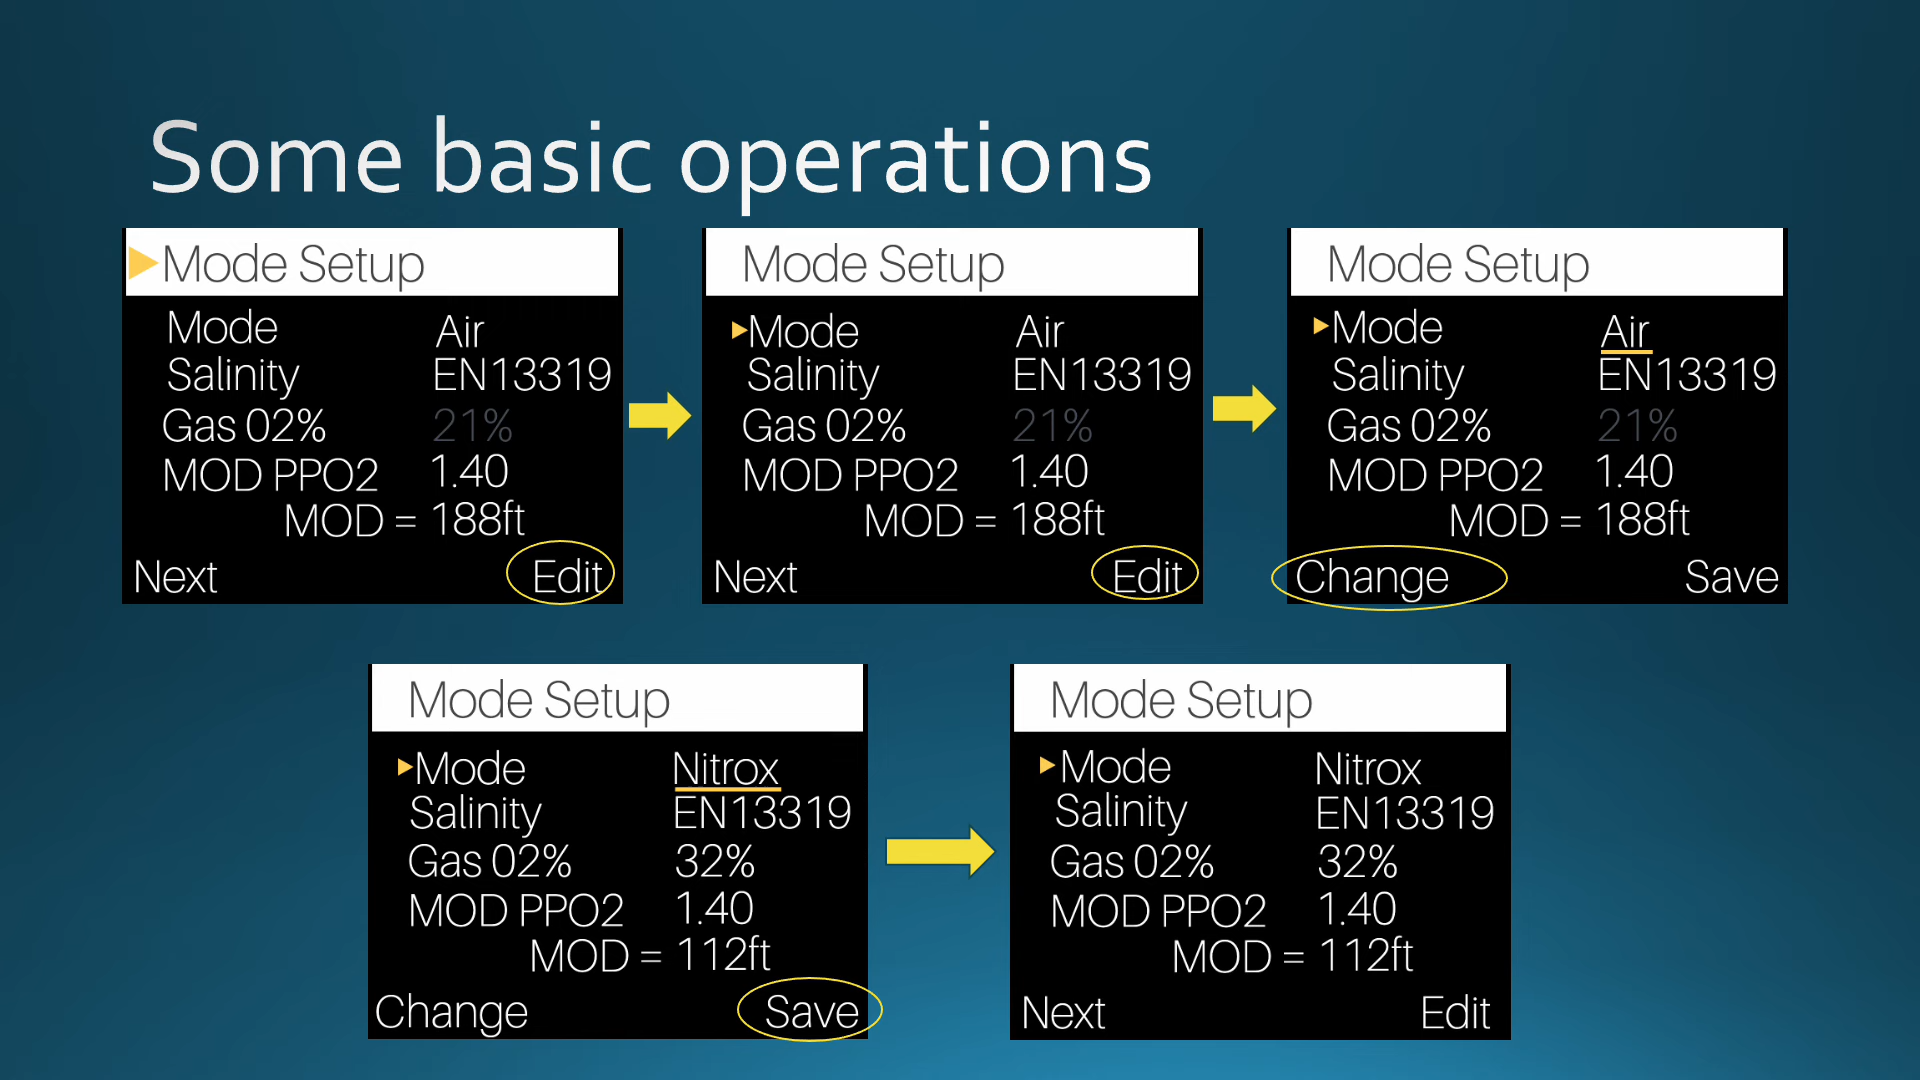 Some basic operations
Mode Setup
Mode Air
Salinity EN13319
Gas 02% 21%
MOD PPO2 1.40
MOD = 188ft
Next Edit
Mode Setup
Mode Air
Salinity EN13319
Gas 02% 21%
MOD PPO2 1.40
MOD = 188ft
Next Edit
Mode Setup
Mode Air
Salinity EN13319
Gas 02% 21%
MOD PPO2 1.40
MOD = 188ft
Change Save
Mode Setup
Mode Nitrox
Salinity EN13319
Gas 02% 32%
MOD PPO2 1.40
MOD = 112ft
Change Save
Mode Setup
Mode Nitrox
Salinity EN13319
Gas 02% 32%
MOD PPO2 1.40
MOD = 112ft
Next Edit